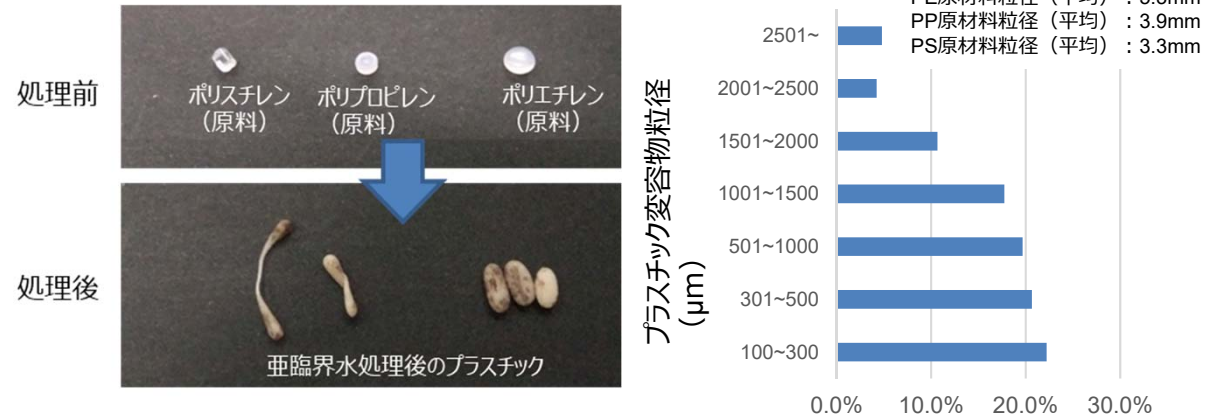 処理前
ポリスチレン
（原料）
ポリプロピレン
（原料）
ポリエチレン
（原料）
処理後
亜臨界水処理後のプラスチック
PP原材料粒径（平均）：3.9mm
PS原材料粒径（平均）：3.3mm
プラスチック変容物粒径
（μm）
2501~
2001~2500
1501~2000
1001~1500
501~1000
301~500
100~300
0.0%
10.0%
20.0%
30.0%